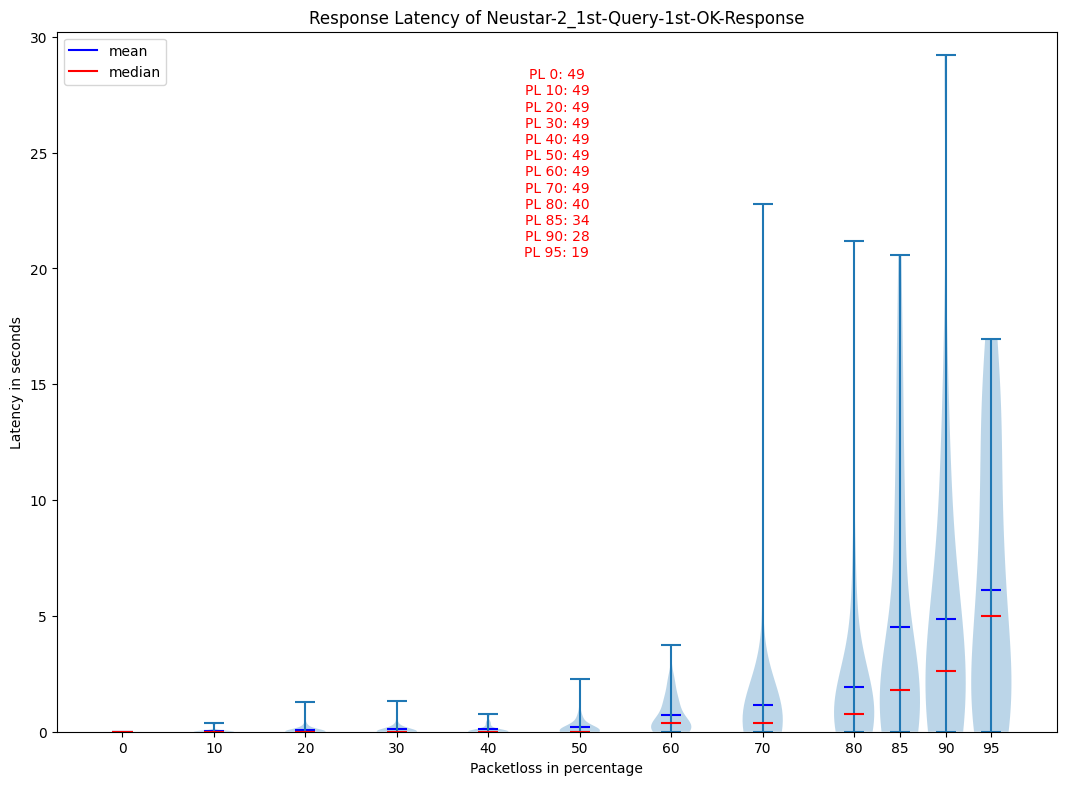 Response Latency of Neustar-2_1st-Query-1st-OK-Response
mean
median
PL 0: 49
PL 10: 49
PL 20: 49
PL 30: 49
PL 40: 49
PL 50: 49
PL 60: 49
PL 70: 49
PL 80: 40
PL 85: 34
PL 90: 28
PL 95: 19
Latency in seconds
30
25
20
15
10
5
0
0 10 20 30 40 50 60 70 80 85 90 95
Packetloss in percentage